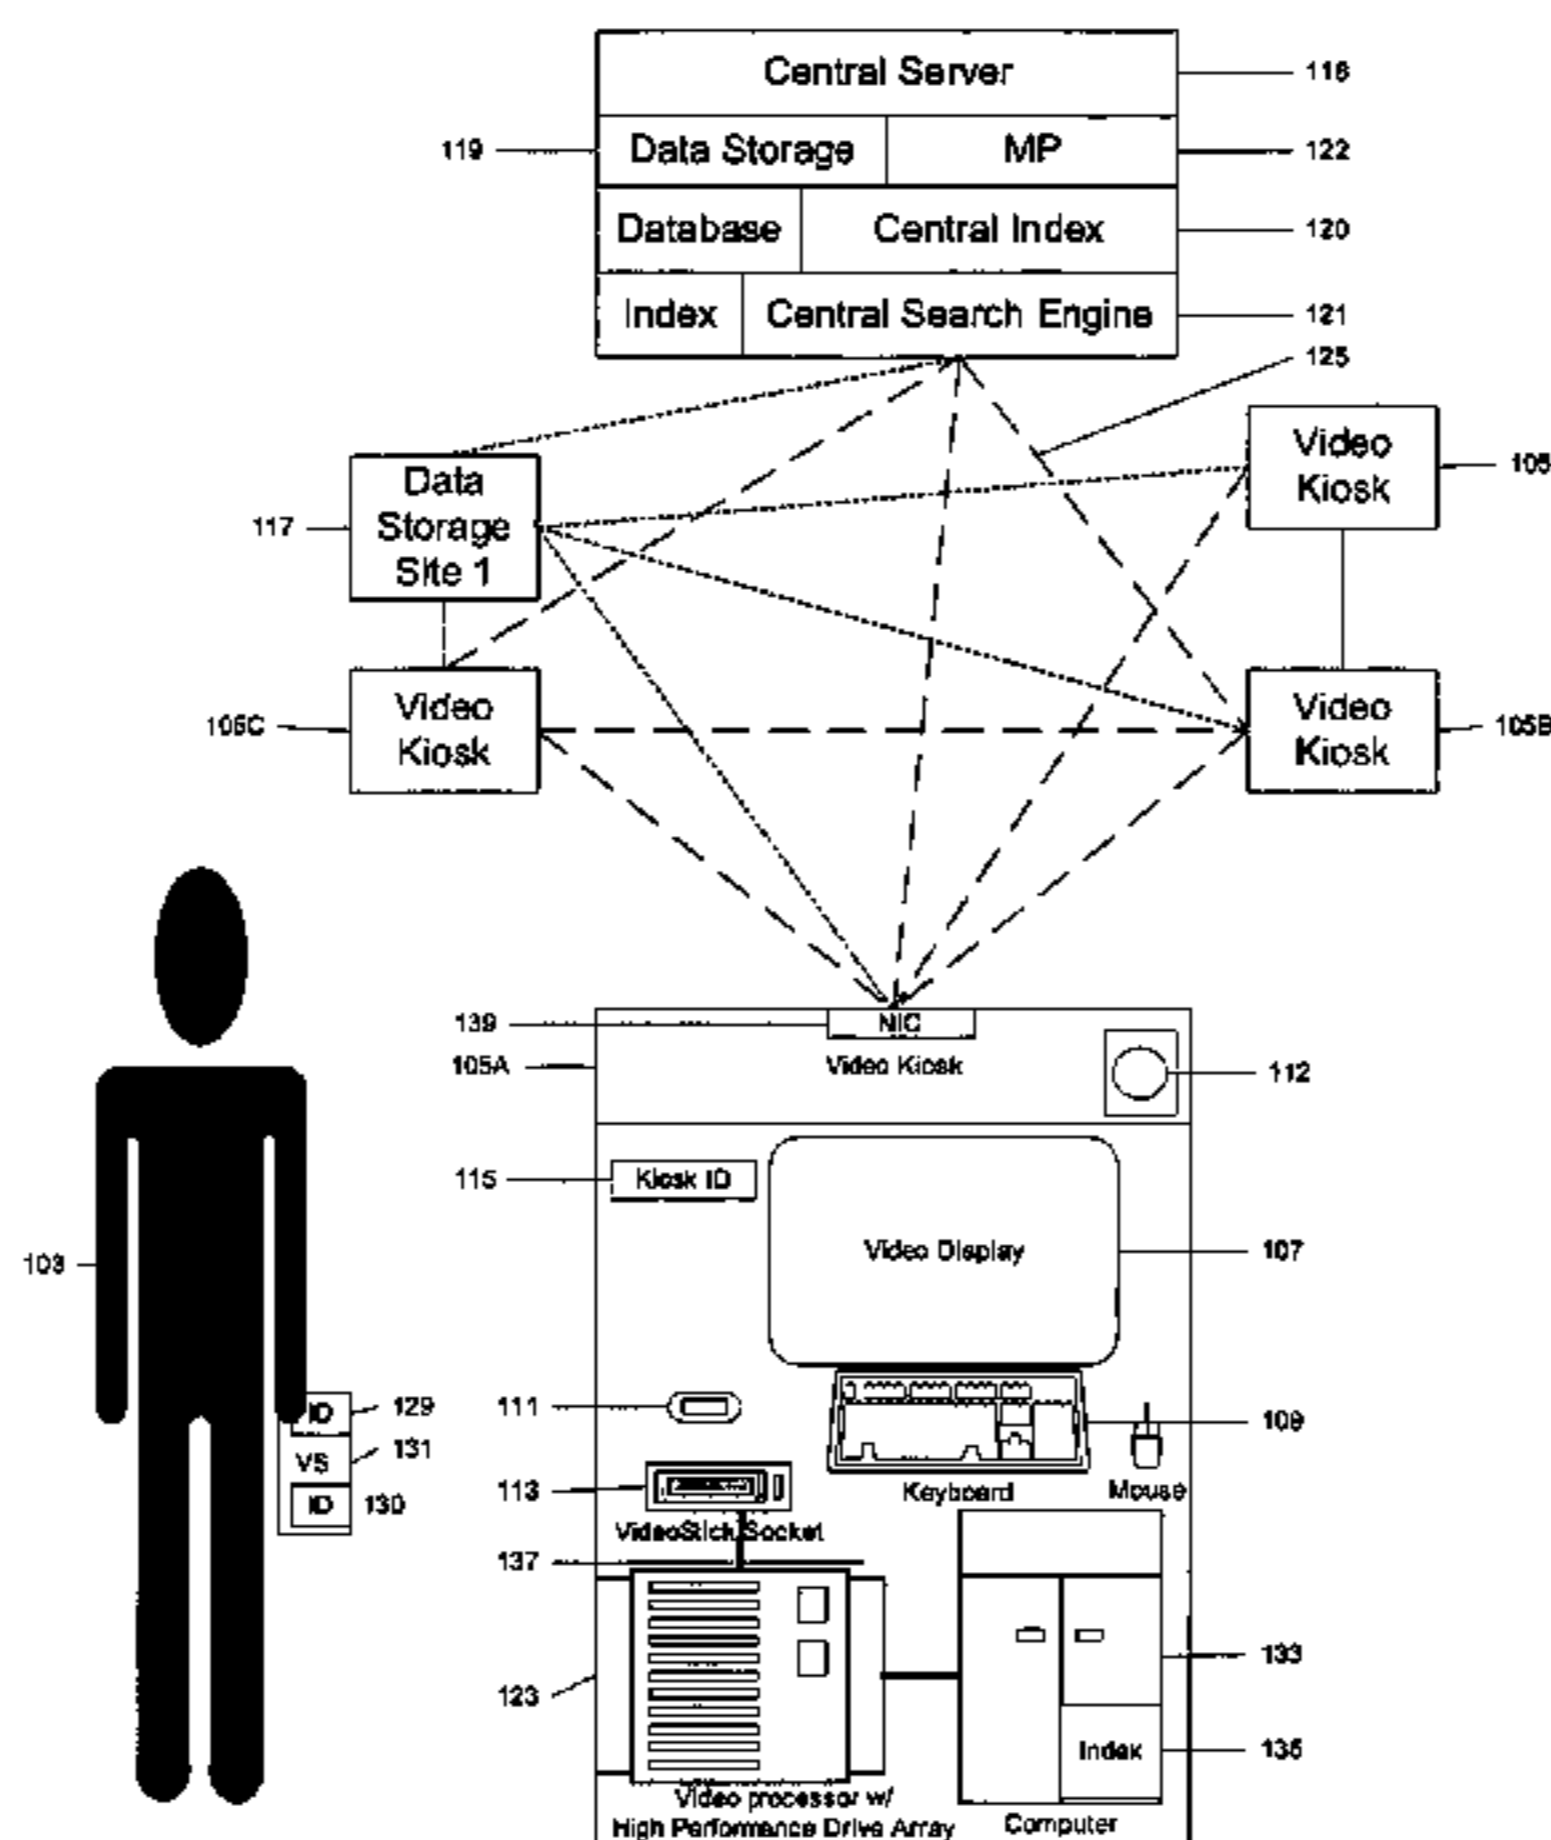 Central Server
118
119
Data Storage
MP
122
Database
Central Index
120
Index
Central Search Engine
121
125
Data
Storage
Site 1
117
Video
Kiosk
105
Video
Kiosk
105C
Video
Kiosk
105B
139
NIC
105A
Video Kiosk
112
115
Kiosk ID
103
Video Display
107
ID
129
111
109
VS
131
113
Keyboard
Mouse
ID
130
VideoStick Socket
137
133
123
Index
135
Video processor w/
High Performance Drive Array
Computer